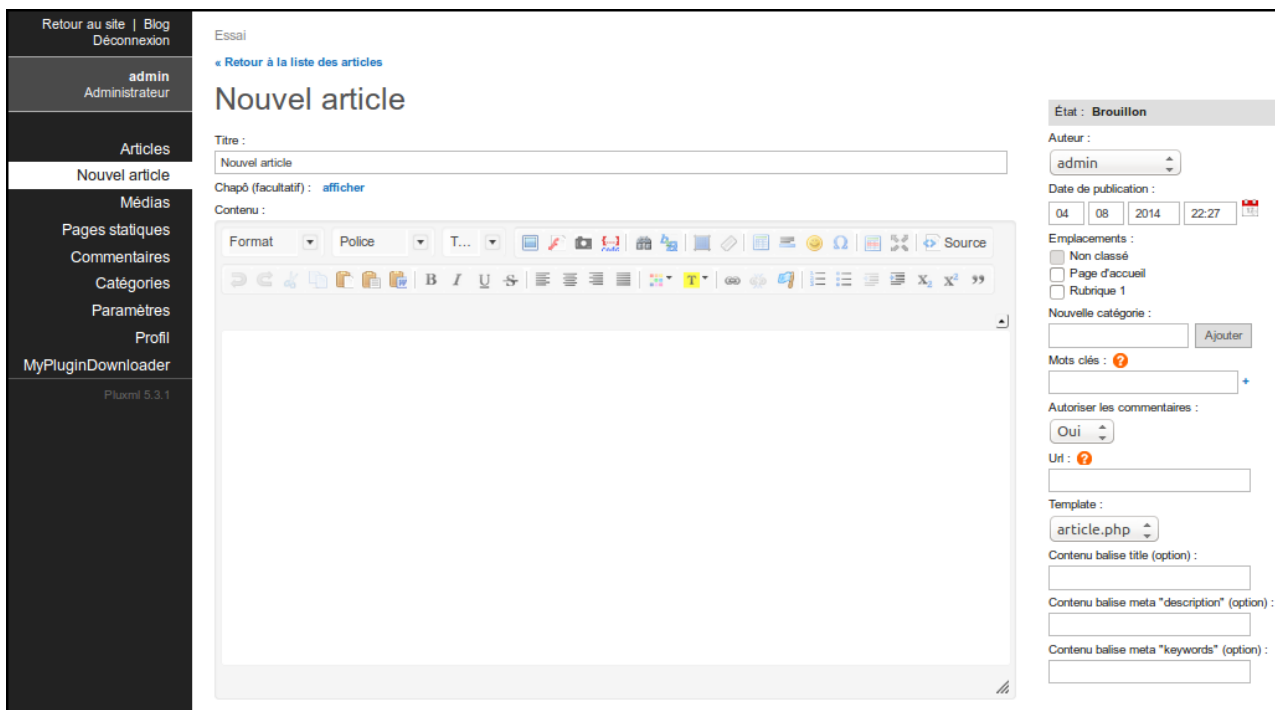 Retour au site | Blog
Déconnexion
admin
Administrateur
Articles
Nouvel article
Médias
Pages statiques
Commentaires
Catégories
Paramètres
Profil
MyPluginDownloader
Pluxml 5.3.1
Essai
« Retour à la liste des articles
Nouvel article
Titre :
Nouvel article
Chapô (facultatif) : afficher
Contenu :
Format Police T... Source
B I U S T X₂ X² ”
État : Brouillon
Auteur :
admin
Date de publication :
04 08 2014 22:27
Emplacements :
Non classé
Page d'accueil
Rubrique 1
Nouvelle catégorie :
Ajouter
Mots clés : ?
+
Autoriser les commentaires :
Oui
Url : ?
Template :
article.php
Contenu balise title (option) :
Contenu balise meta "description" (option) :
Contenu balise meta "keywords" (option) :